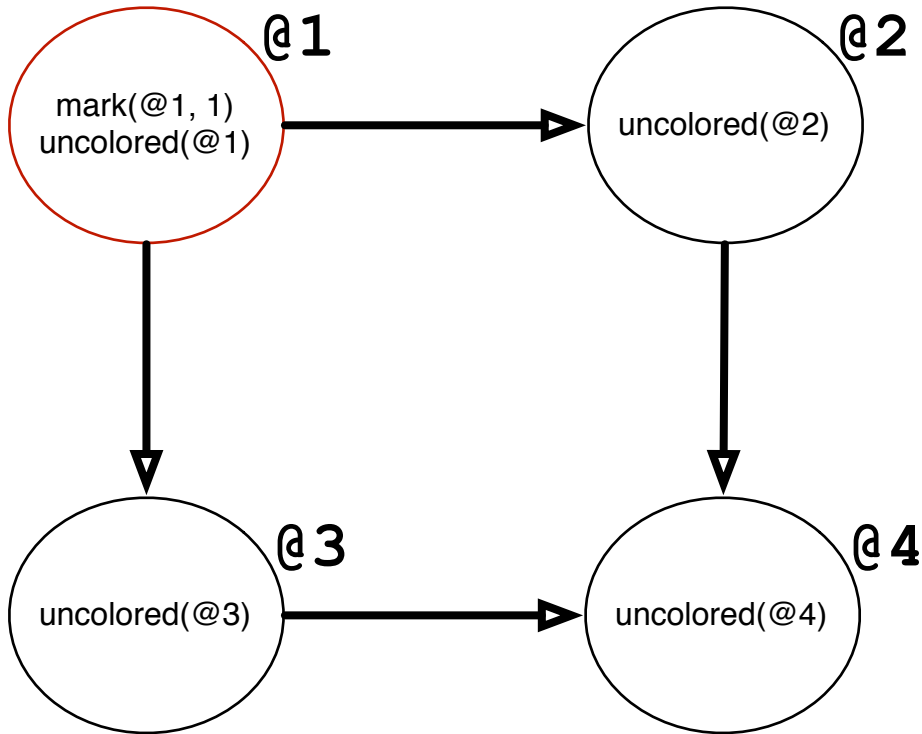 @1
mark(@1, 1)
uncolored(@1)
@2
uncolored(@2)
@3
uncolored(@3)
@4
uncolored(@4)